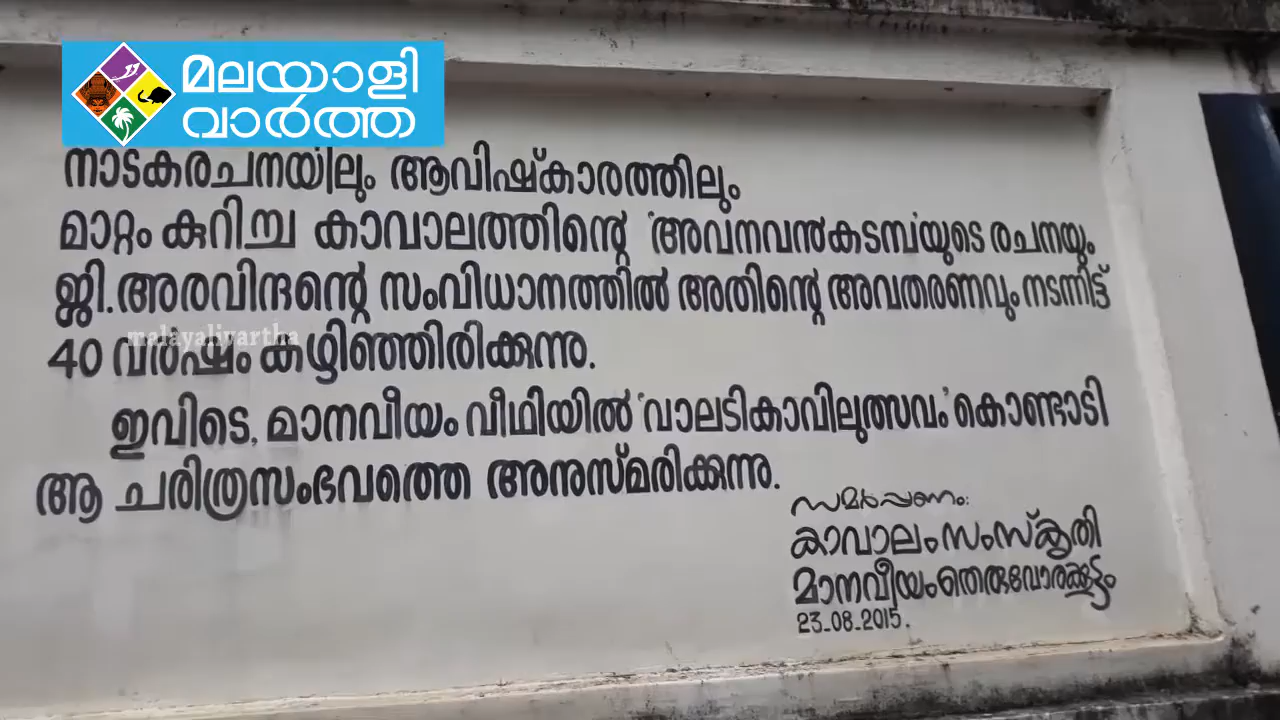 മലയാളി
വാർത്ത
നാടകരചനയിലും ആവിഷ്കാരത്തിലും
മാറ്റം കുറിച്ച കാവാലത്തിന്റെ 'അവനവൻകടമ്പ'യുടെ രചനയും
ജി.അരവിന്ദന്റെ സംവിധാനത്തിൽ അതിന്റെ അവതരണവും നടന്നിട്ട്
malayalivartha
40 വർഷം കഴിഞ്ഞിരിക്കുന്നു.
ഇവിടെ, മാനവീയം വീഥിയിൽ 'വാലടികാവിലുത്സവം' കൊണ്ടാടി
ആ ചരിത്രസംഭവത്തെ അനുസ്മരിക്കുന്നു.
സമർപ്പണം:
കാവാലം സംസ്കൃതി
മാനവീയം തെരുവോരക്കൂട്ടം
23-08-2015.